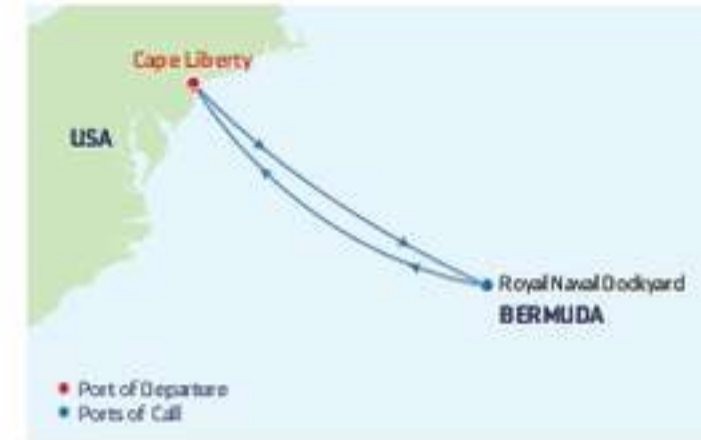 Cape Liberty
USA
Royal Naval Dockyard
BERMUDA
Port of Departure
Ports of Call